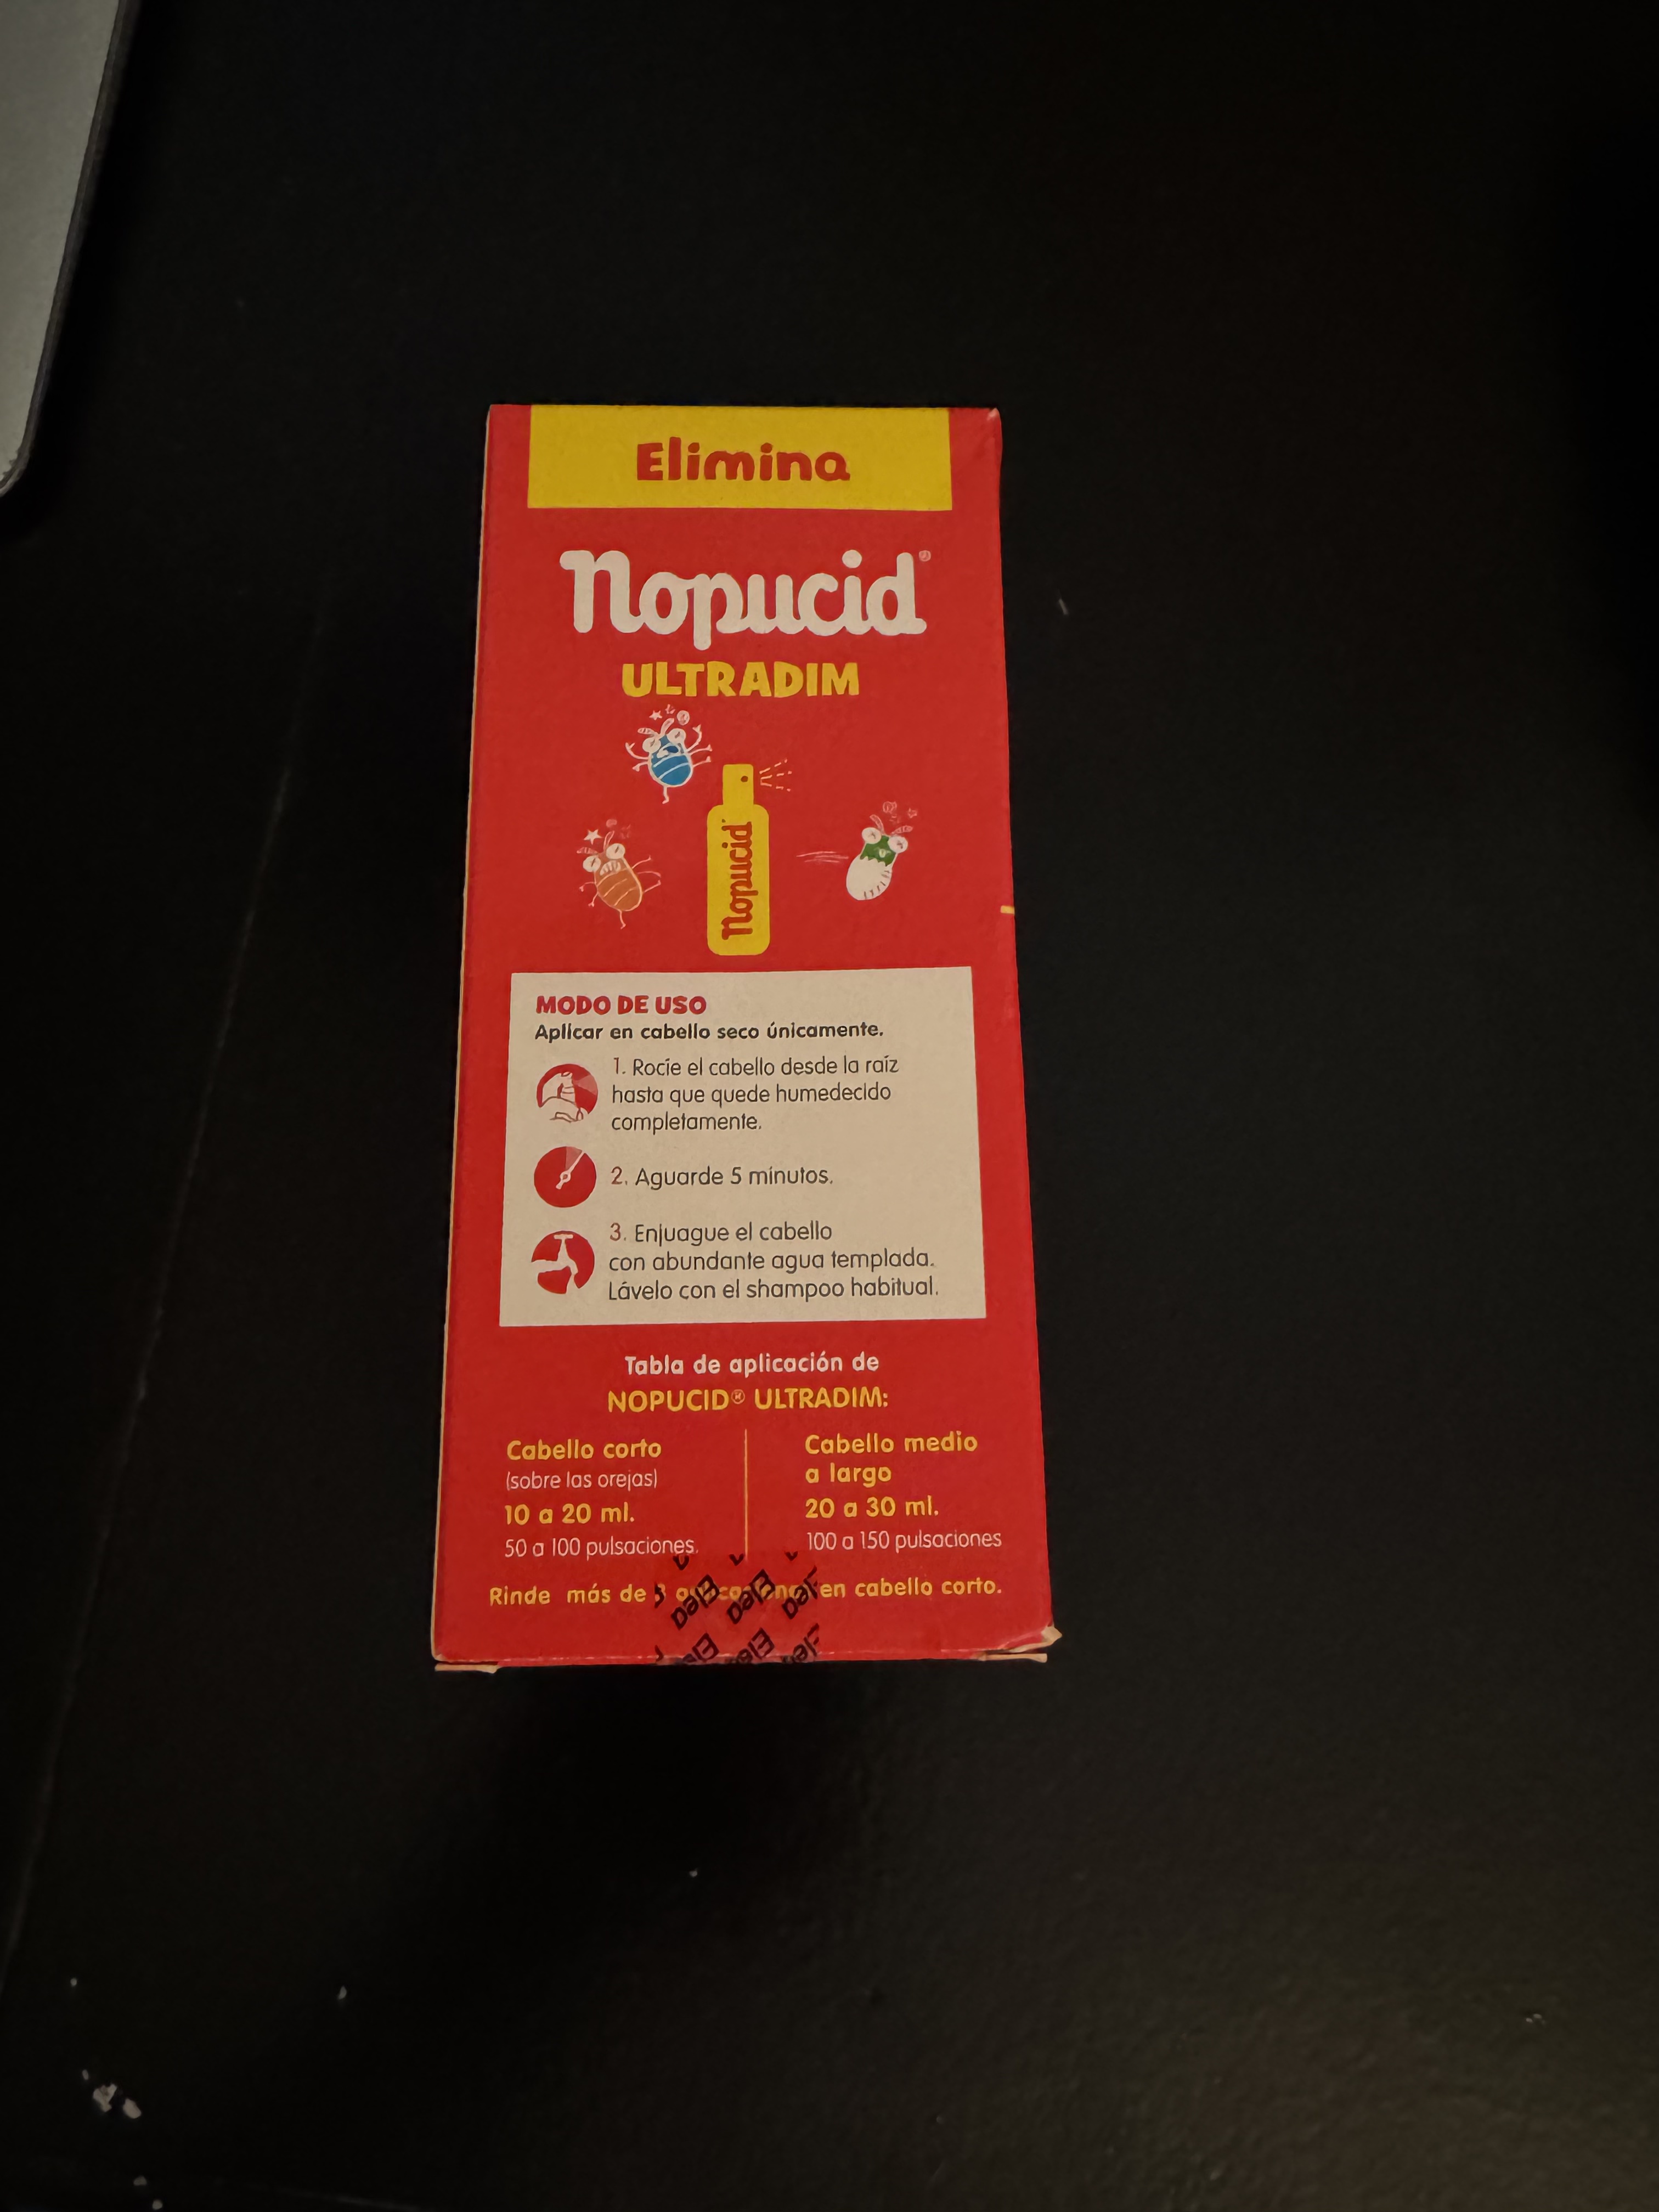 Elimina
Nopucid®
ULTRADIM
Nopucid
MODO DE USO
Aplicar en cabello seco únicamente.
1. Rocíe el cabello desde la raíz
hasta que quede humedecido
completamente.
2. Aguarde 5 minutos.
3. Enjuague el cabello
con abundante agua templada.
Lávelo con el shampoo habitual.
Tabla de aplicación de
NOPUCID® ULTRADIM:
Cabello corto
(sobre las orejas)
10 a 20 ml.
50 a 100 pulsaciones.
Cabello medio
a largo
20 a 30 ml.
100 a 150 pulsaciones
Rinde más de en cabello corto.
Elea Elea Elea